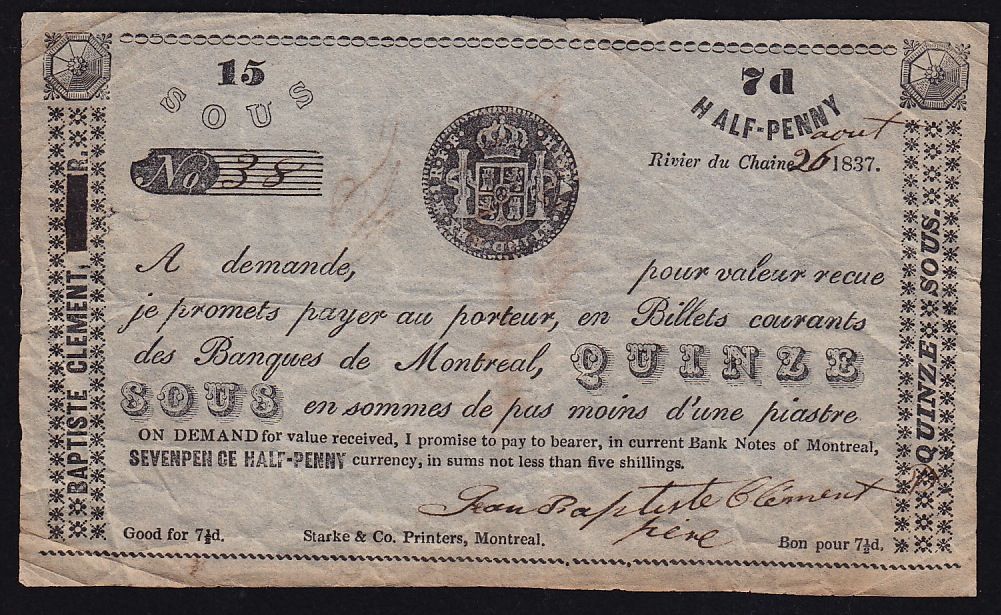 15
SOUS
7d
HALF-PENNY
No. 38
Rivier du Chaine 26 aout 1837.
A demande, pour valeur recue
je promets payer au porteur, en Billets courants
des Banques de Montreal, QUINZE
SOUS en sommes de pas moins d'une piastre
ON DEMAND for value received, I promise to pay to bearer, in current Bank Notes of Montreal,
SEVENPEN CE HALF-PENNY currency, in sums not less than five shillings.
Jean Baptiste Clement
père
Good for 7½d.
Starke & Co. Printers, Montreal.
Bon pour 7½d.
BAPTISTE CLEMENT,
QUINZE SOUS.